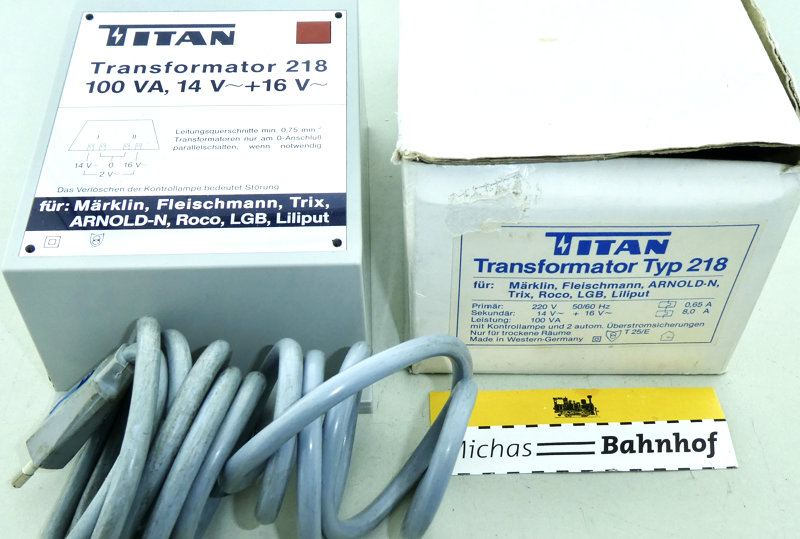 TITAN
Transformator 218
100 VA, 14 V~+16 V~
Leitungsquerschnitte min. 0,75 mm²
Transformatoren nur am 0-Anschluß
parallelschalten, wenn notwendig
I II
14 V~ 0 16 V~
2 V~
Das Verlöschen der Kontrollampe bedeutet Störung
für: Märklin, Fleischmann, Trix,
ARNOLD-N, Roco, LGB, Liliput
TITAN
Transformator Typ 218
für: Märklin, Fleischmann, ARNOLD-N,
Trix, Roco, LGB, Liliput
Primär: 220 V 50/60 Hz 0,65 A
Sekundär: 14 V~ + 16 V~ 8,0 A
Leistung: 100 VA
mit Kontrollampe und 2 autom. Überstromsicherungen
Nur für trockene Räume T 25/E
Made in Western-Germany
Michas Bahnhof